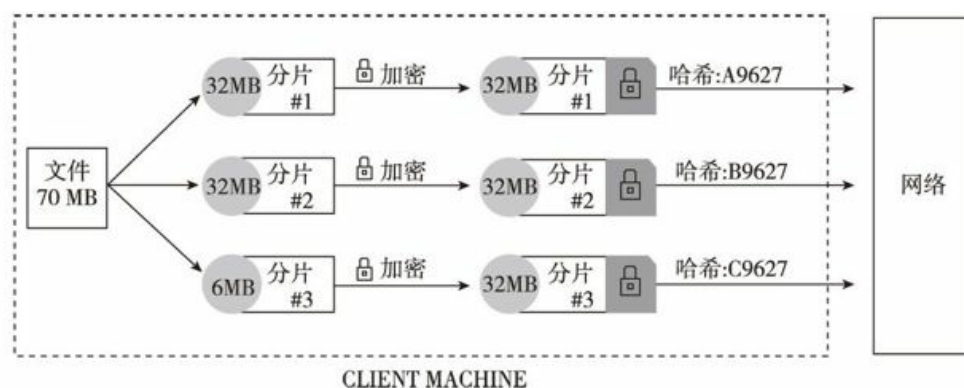 32MB 分片 #1 加密 32MB 分片 #1 哈希:A9627
文件 70 MB
32MB 分片 #2 加密 32MB 分片 #2 哈希:B9627
网络
6MB 分片 #3 加密 32MB 分片 #3 哈希:C9627
CLIENT MACHINE